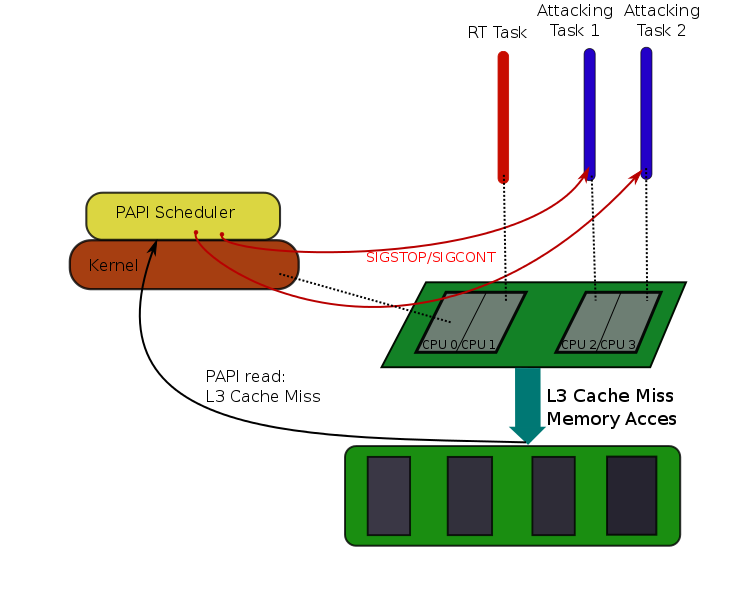 RT Task
Attacking
Task 1
Attacking
Task 2
PAPI Scheduler
Kernel
SIGSTOP/SIGCONT
CPU 0
CPU 1
CPU 2
CPU 3
PAPI read:
L3 Cache Miss
L3 Cache Miss
Memory Acces